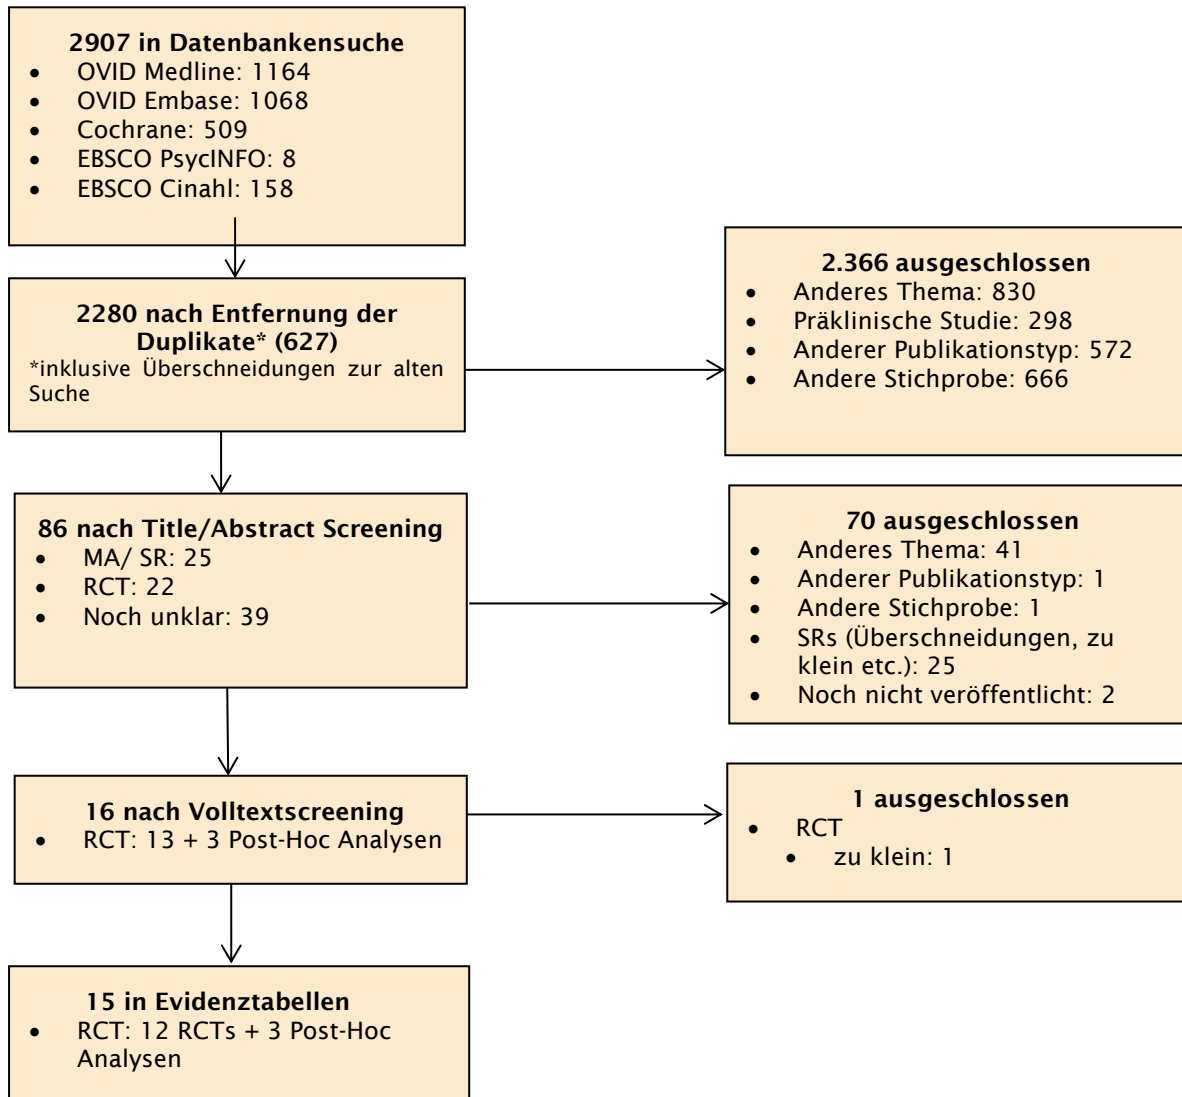 2907 in Datenbankensuche
• OVID Medline: 1164
• OVID Embase: 1068
• Cochrane: 509
• EBSCO PsycINFO: 8
• EBSCO Cinahl: 158
2280 nach Entfernung der
Duplikate* (627)
*inklusive Überschneidungen zur alten
Suche
2.366 ausgeschlossen
• Anderes Thema: 830
• Präklinische Studie: 298
• Anderer Publikationstyp: 572
• Andere Stichprobe: 666
86 nach Title/Abstract Screening
• MA/ SR: 25
• RCT: 22
• Noch unklar: 39
70 ausgeschlossen
• Anderes Thema: 41
• Anderer Publikationstyp: 1
• Andere Stichprobe: 1
• SRs (Überschneidungen, zu
klein etc.): 25
• Noch nicht veröffentlicht: 2
16 nach Volltextscreening
• RCT: 13 + 3 Post-Hoc Analysen
1 ausgeschlossen
• RCT
• zu klein: 1
15 in Evidenztabellen
• RCT: 12 RCTs + 3 Post-Hoc
Analysen